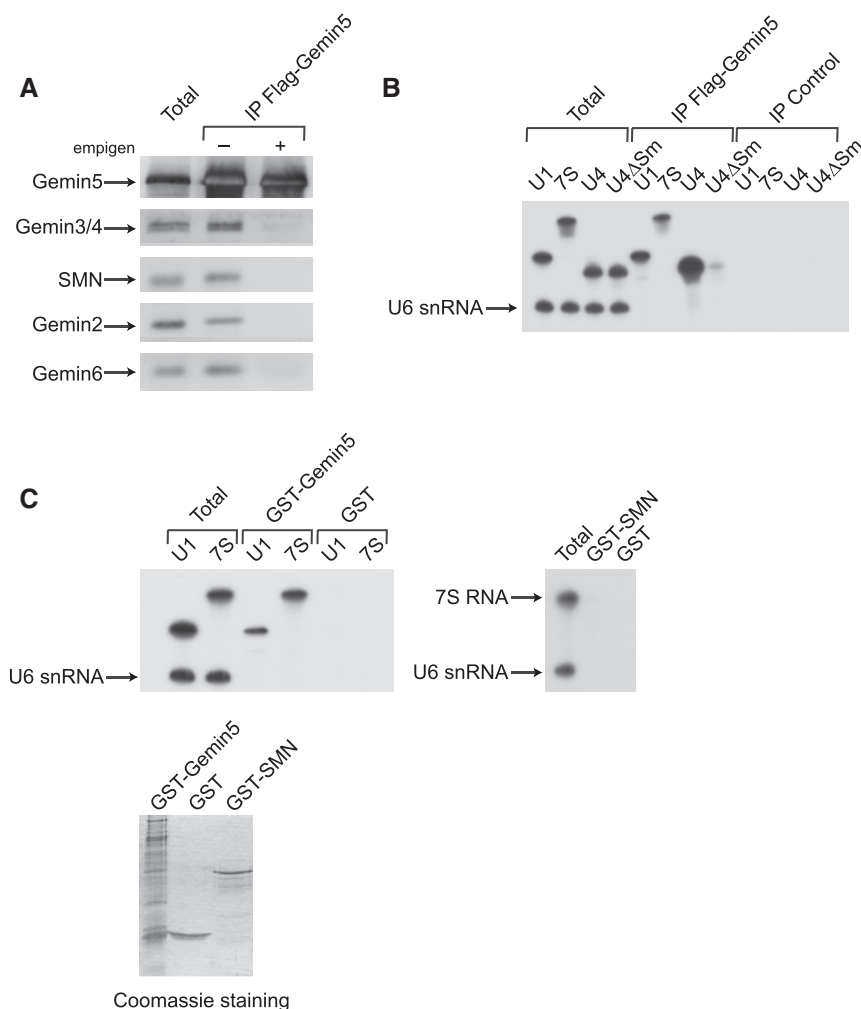 A
Total
IP Flag-Gemin5
empigen
– +
Gemin5
Gemin3/4
SMN
Gemin2
Gemin6
B
Total
IP Flag-Gemin5
IP Control
U1 7S U4 U4ΔSm U1 7S U4 U4ΔSm U1 7S U4 U4ΔSm
U6 snRNA
C
Total
GST-Gemin5
GST
U1 7S U1 7S U1 7S
U6 snRNA
Total
GST-SMN
GST
7S RNA
U6 snRNA
GST-Gemin5
GST
GST-SMN
Coomassie staining